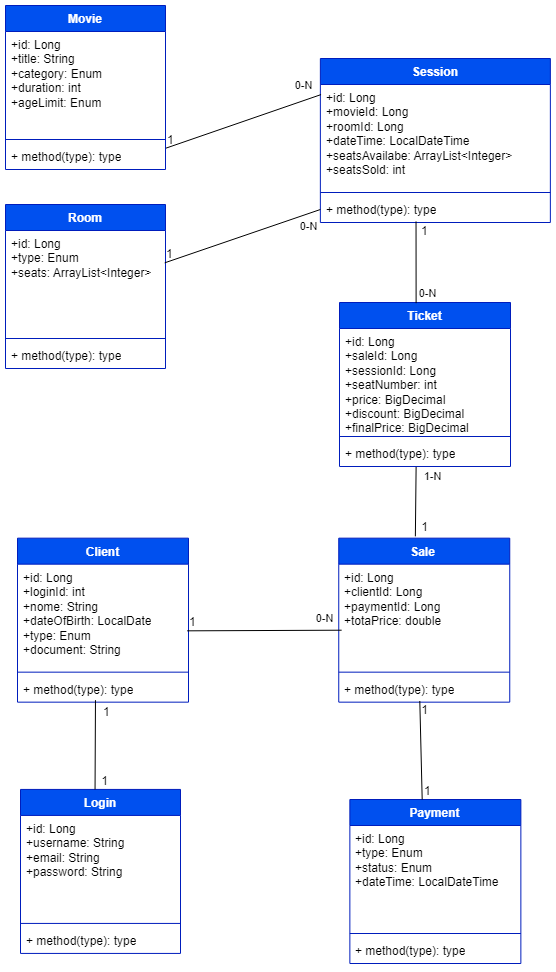 Movie
+id: Long
+title: String
+category: Enum
+duration: int
+ageLimit: Enum
+ method(type): type
1
0-N
Session
+id: Long
+movieId: Long
+roomId: Long
+dateTime: LocalDateTime
+seatsAvailabe: ArrayList<Integer>
+seatsSold: int
+ method(type): type
Room
+id: Long
+type: Enum
+seats: ArrayList<Integer>
+ method(type): type
1
0-N
1
0-N
Ticket
+id: Long
+saleId: Long
+sessionId: Long
+seatNumber: int
+price: BigDecimal
+discount: BigDecimal
+finalPrice: BigDecimal
+ method(type): type
1-N
1
Client
+id: Long
+loginId: int
+nome: String
+dateOfBirth: LocalDate
+type: Enum
+document: String
+ method(type): type
1
0-N
Sale
+id: Long
+clientId: Long
+paymentId: Long
+totaPrice: double
+ method(type): type
1
1
Login
+id: Long
+username: String
+email: String
+password: String
+ method(type): type
1
1
Payment
+id: Long
+type: Enum
+status: Enum
+dateTime: LocalDateTime
+ method(type): type